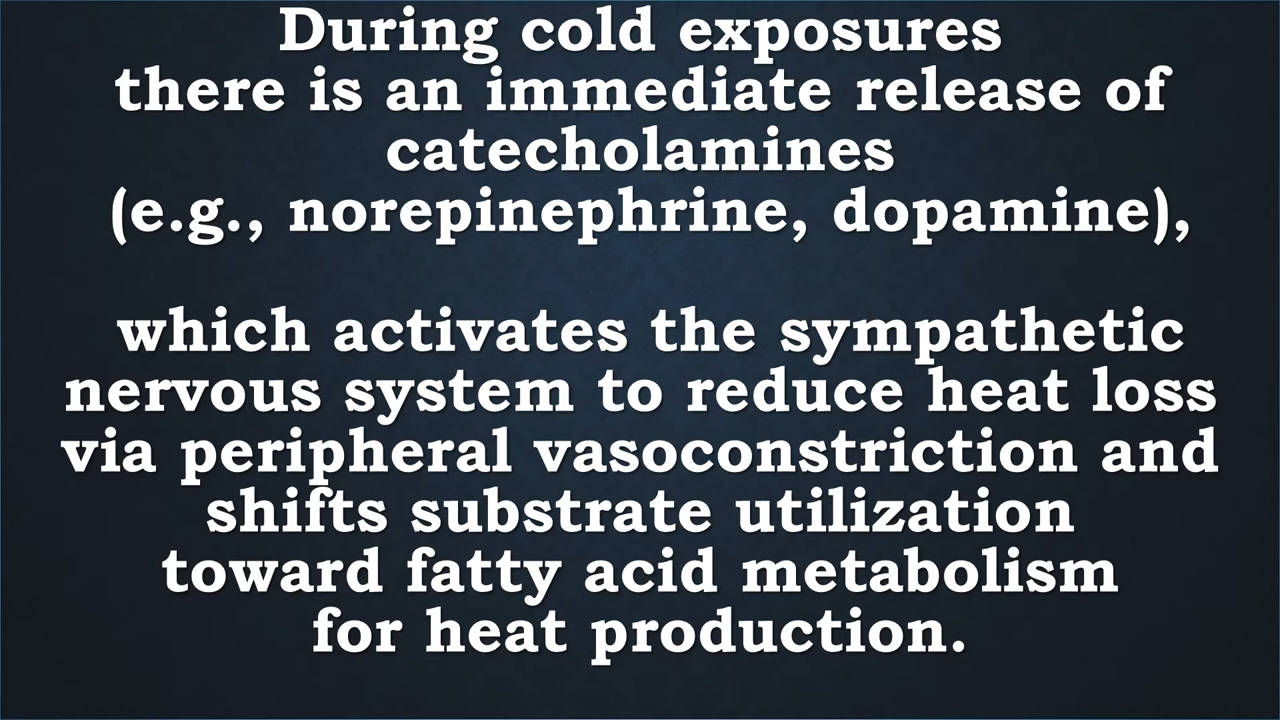 During cold exposures
there is an immediate release of
catecholamines
(e.g., norepinephrine, dopamine),
which activates the sympathetic
nervous system to reduce heat loss
via peripheral vasoconstriction and
shifts substrate utilization
toward fatty acid metabolism
for heat production.